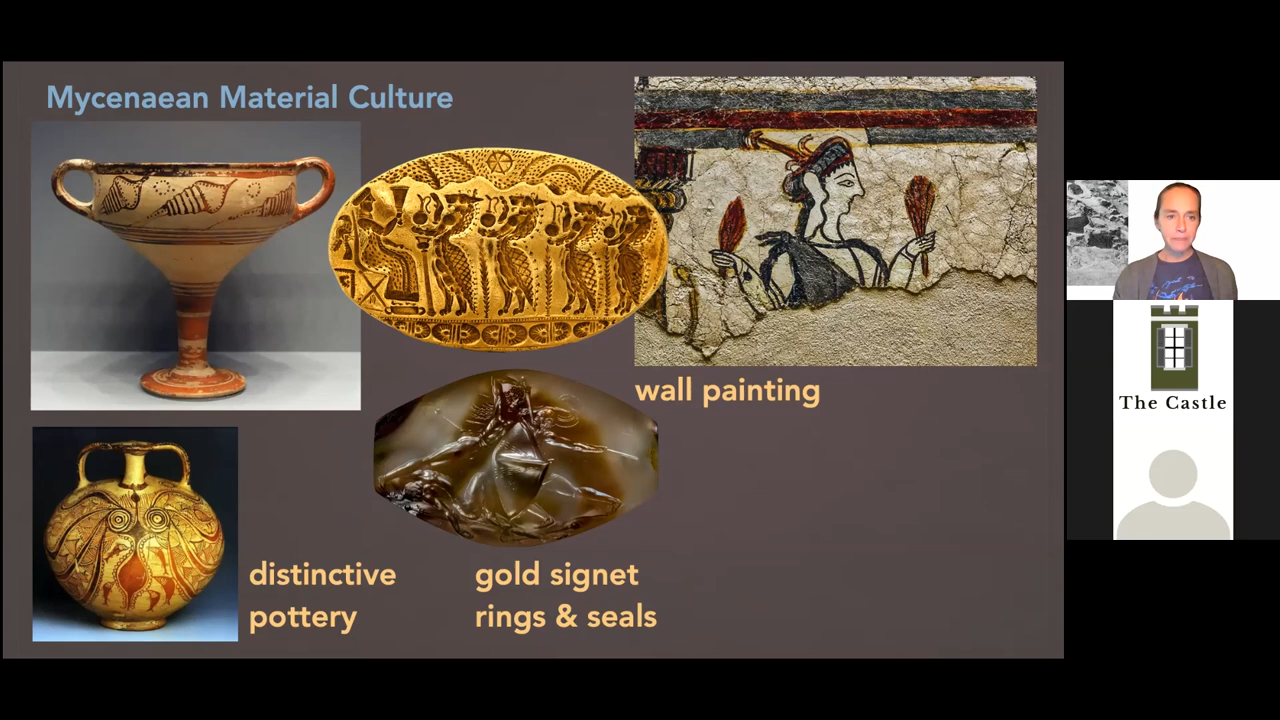 Mycenaean Material Culture
wall painting
distinctive
pottery
gold signet
rings & seals
The Castle